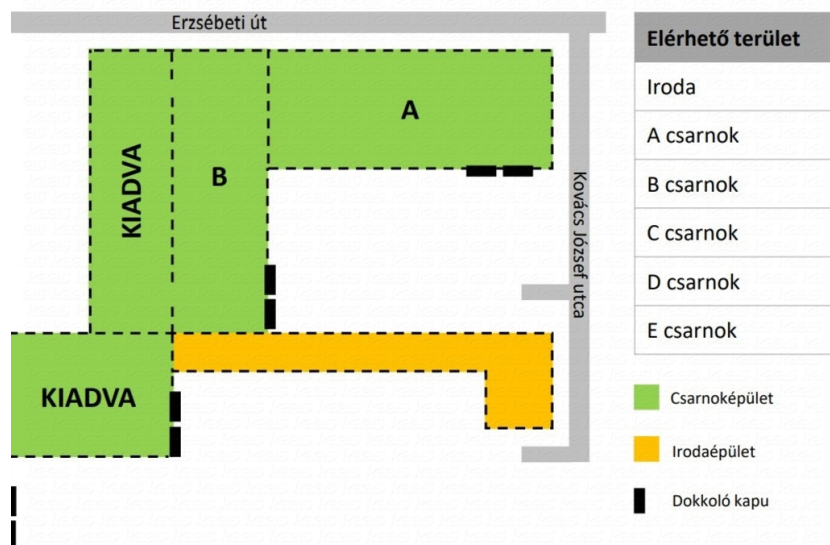 Erzsébeti út
A
B
KIADVA
KIADVA
Kovács József utca
Elérhető terület
Iroda
A csarnok
B csarnok
C csarnok
D csarnok
E csarnok
Csarnoképület
Irodaépület
Dokkoló kapu